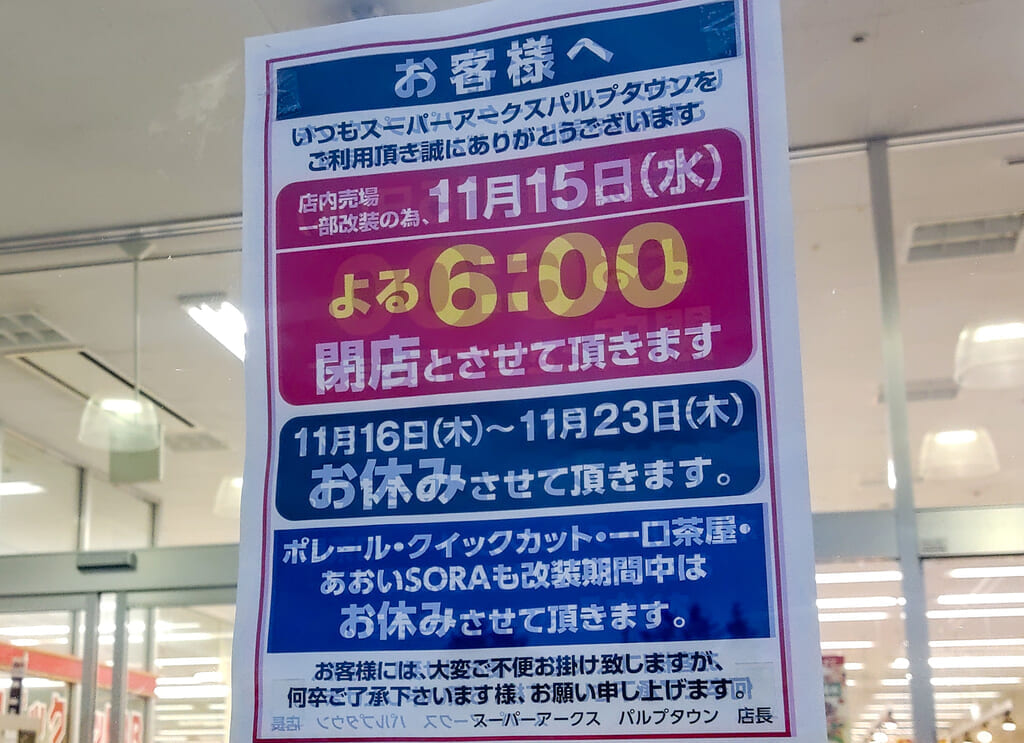 お客様へ
いつもスーパーアークスパルプタウンを
ご利用頂き誠にありがとうございます
店内売場
一部改装の為、11月15日(水)
よる6:00
閉店とさせて頂きます
11月16日(木)～11月23日(木)
お休みさせて頂きます。
ポレール・クイックカット・一口茶屋・
あおいSORAも改装期間中は
お休みさせて頂きます。
お客様には、大変ご不便お掛け致しますが、
何卒ご了承下さいます様、お願い申し上げます。
スーパーアークス パルプタウン 店長